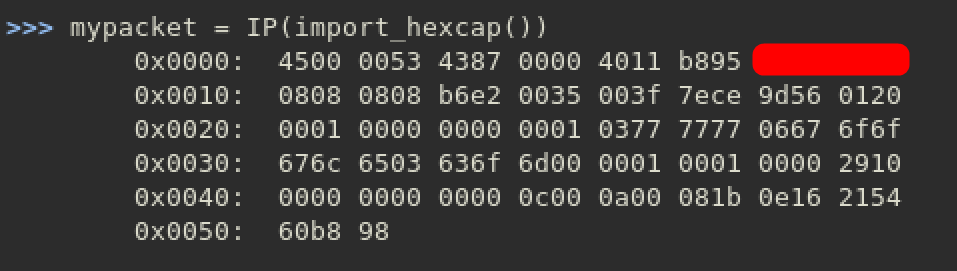 >>> mypacket = IP(import_hexcap())
0x0000: 4500 0053 4387 0000 4011 b895
0x0010: 0808 0808 b6e2 0035 003f 7ece 9d56 0120
0x0020: 0001 0000 0000 0001 0377 7777 0667 6f6f
0x0030: 676c 6503 636f 6d00 0001 0001 0000 2910
0x0040: 0000 0000 0000 0c00 0a00 081b 0e16 2154
0x0050: 60b8 98